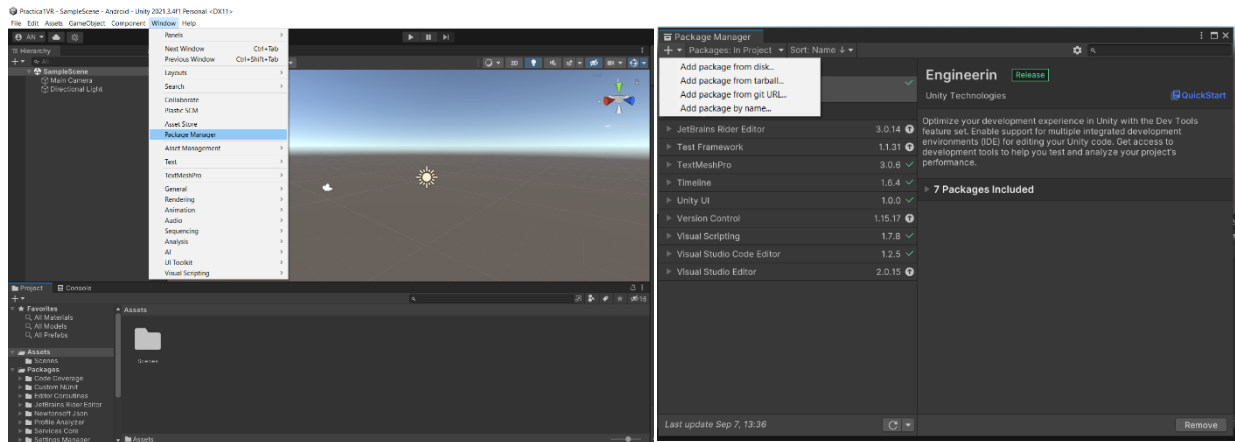 Practica1VR - SampleScene - Android - Unity 2021.3.4f1 Personal <DX11>
File Edit Assets GameObject Component Window Help
AN
Hierarchy
All
SampleScene
Main Camera
Directional Light
Panels
Next Window Ctrl+Tab
Previous Window Ctrl+Shift+Tab
Layouts
Search
Collaborate
Plastic SCM
Asset Store
Package Manager
Asset Management
Text
TextMeshPro
General
Rendering
Animation
Audio
Sequencing
Analysis
AI
UI Toolkit
Visual Scripting
2D
Project Console
16
Favorites
All Materials
All Models
All Prefabs
Assets
Scenes
Packages
Code Coverage
Custom NUnit
Editor Coroutines
JetBrains Rider Editor
Newtonsoft Json
Profile Analyzer
Services Core
Settings Manager
Assets
Scenes
Assets
Package Manager
Packages: In Project Sort: Name
Add package from disk...
Add package from tarball...
Add package from git URL...
Add package by name...
JetBrains Rider Editor 3.0.14
Test Framework 1.1.31
TextMeshPro 3.0.6
Timeline 1.6.4
Unity UI 1.0.0
Version Control 1.15.17
Visual Scripting 1.7.8
Visual Studio Code Editor 1.2.5
Visual Studio Editor 2.0.15
Last update Sep 7, 13:36
Engineerin Release
Unity Technologies QuickStart
Optimize your development experience in Unity with the Dev Tools
feature set. Enable support for multiple integrated development
environments (IDE) for editing your Unity code. Get access to
development tools to help you test and analyze your project's
performance.
7 Packages Included
Remove